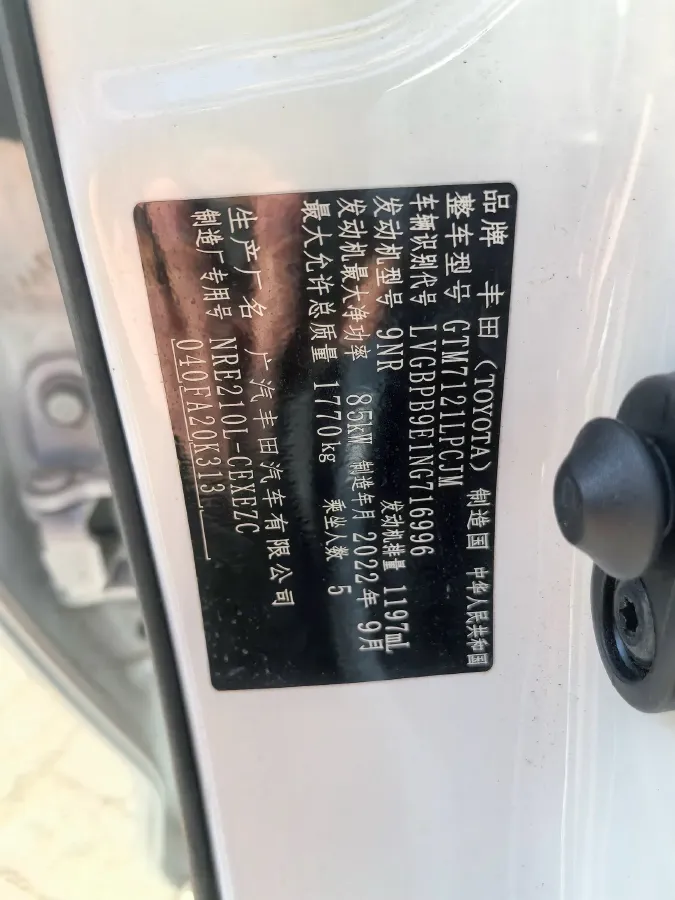 品牌 丰田（TOYOTA） 制造国 中华人民共和国
整车型号 GTM7121LPCJM
车辆识别代号 LVGBPB9E1NG716996
发动机型号 9NR 发动机排量 1197mL
发动机最大净功率 85kW 制造年月 2022年 9月
最大允许总质量 1770kg 乘坐人数 5
生产厂名 广汽丰田汽车有限公司
制造厂专用号 NRE210L-CEXEZC
040FA20K313